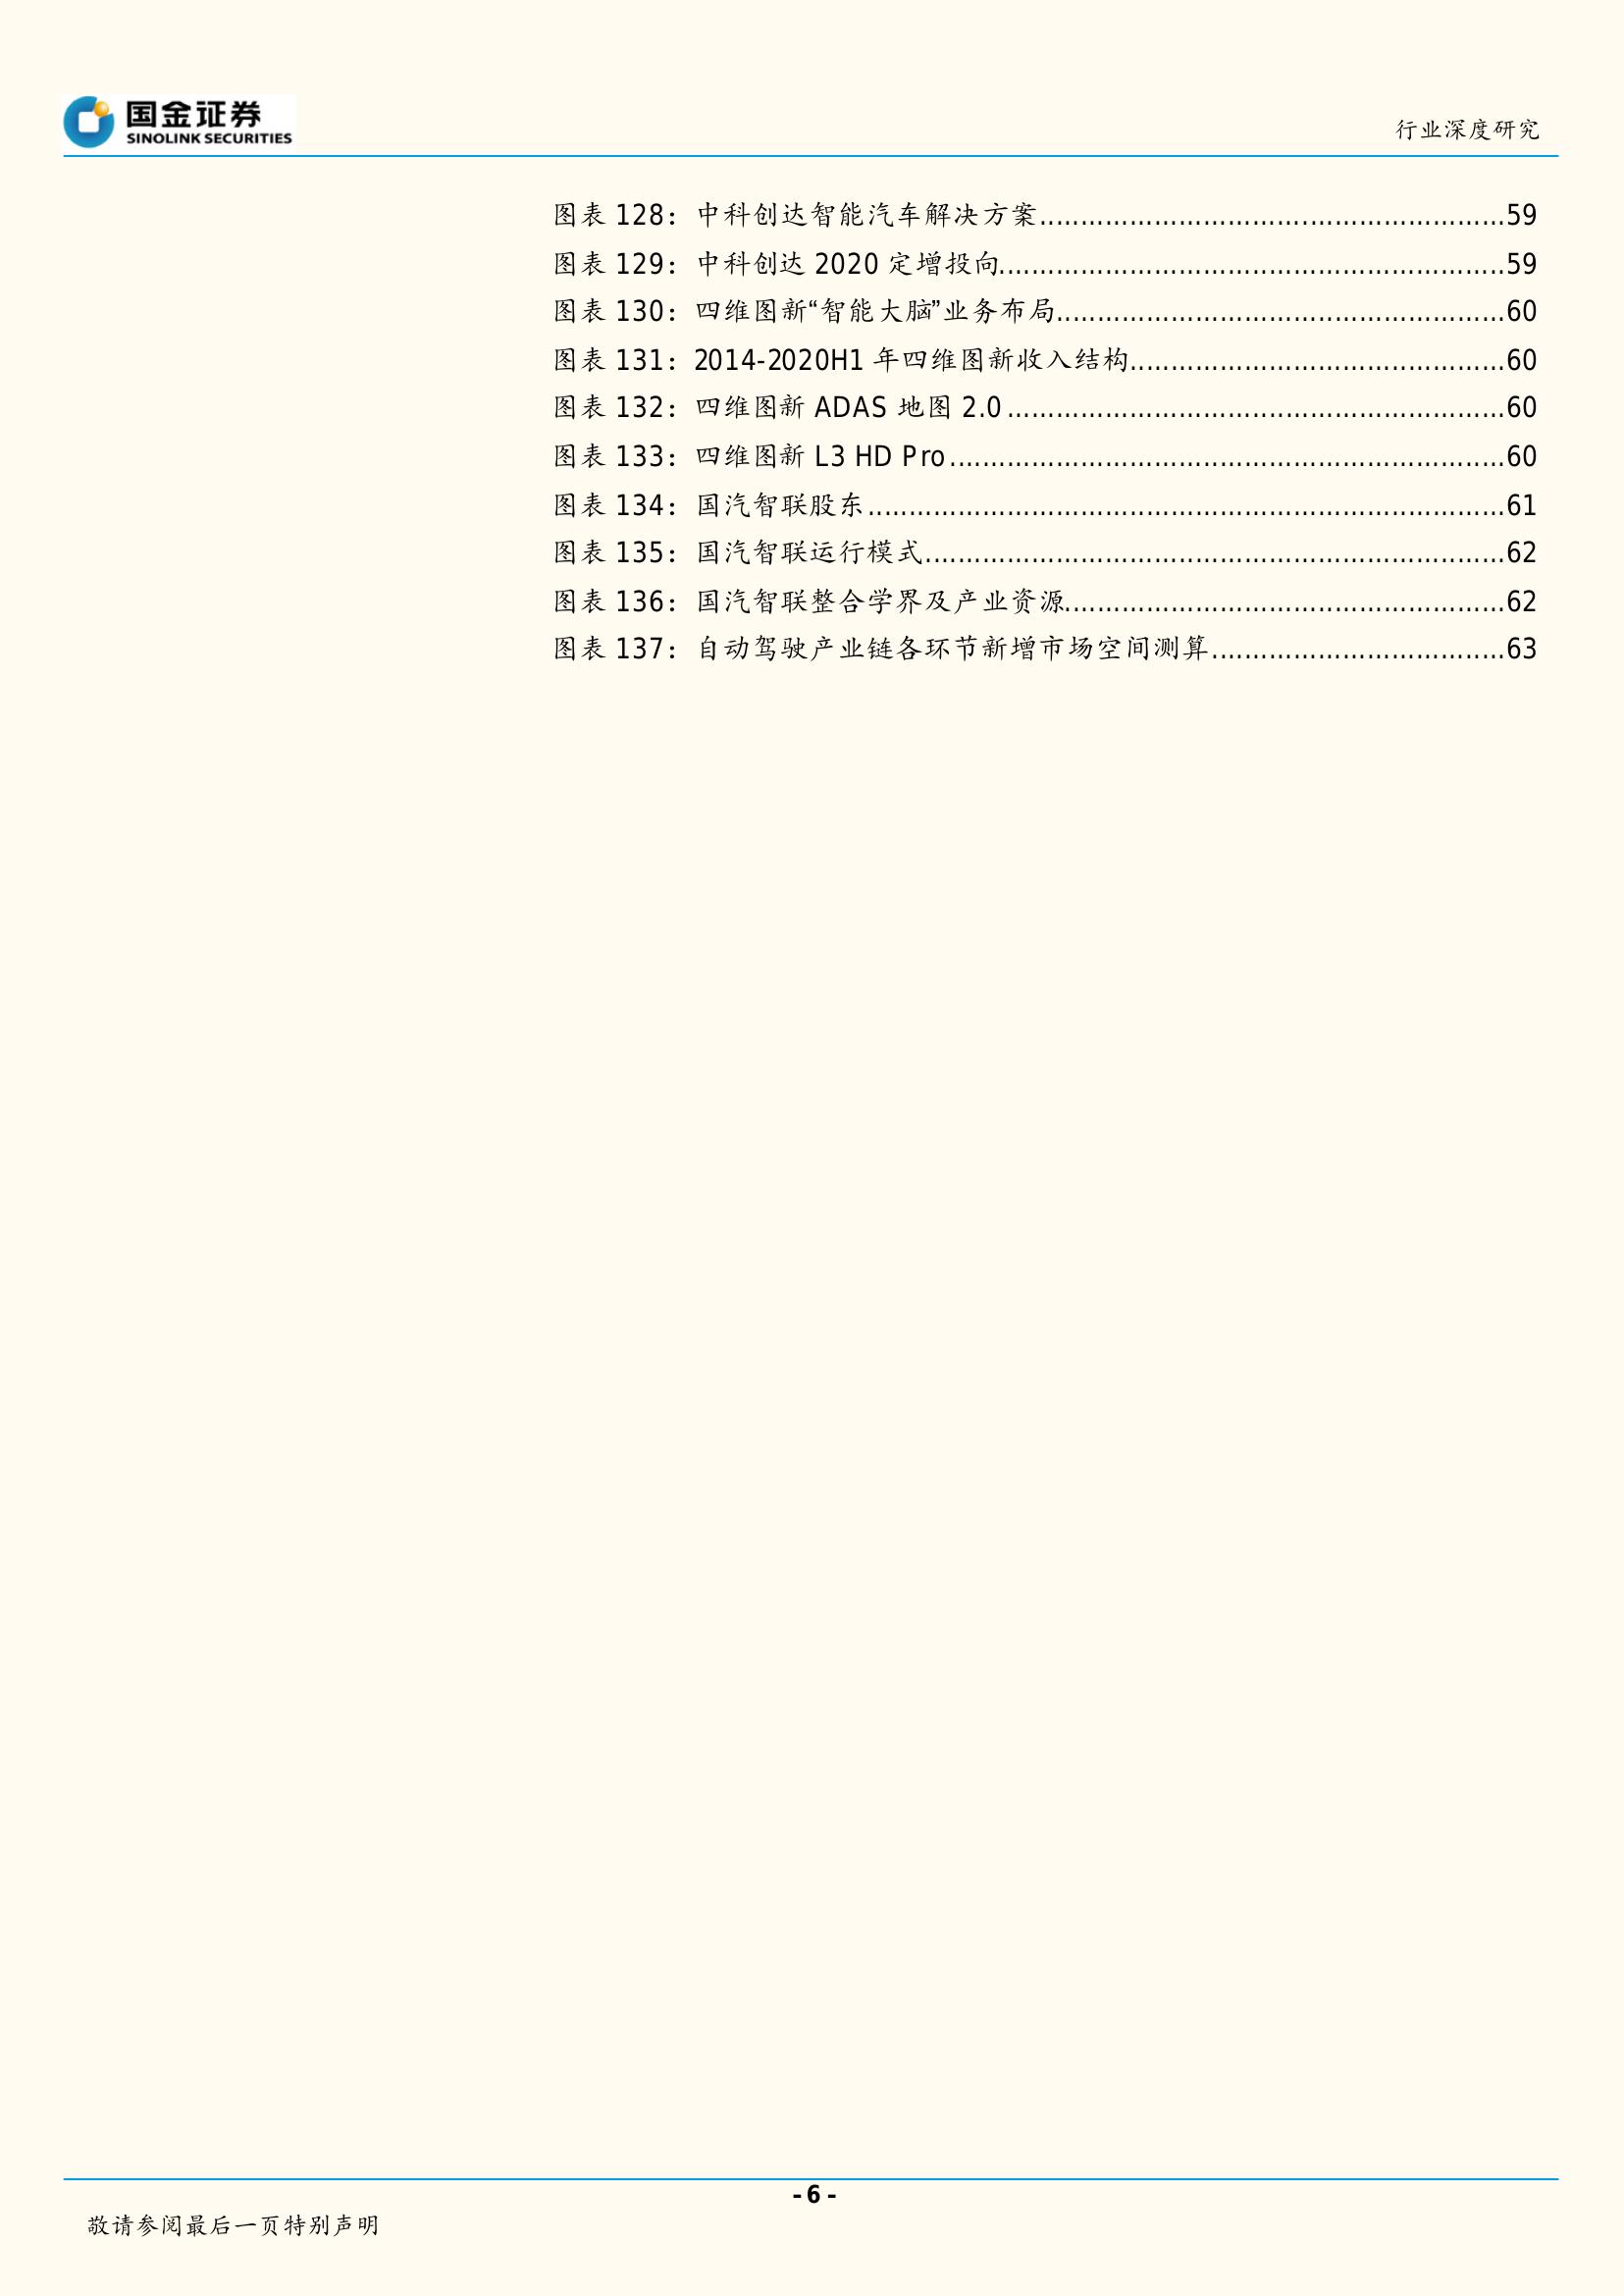 国金证券
SINOLINK SECURITIES
行业深度研究
图表 128：中科创达智能汽车解决方案........................................................59
图表 129：中科创达 2020 定增投向.............................................................59
图表 130：四维图新“智能大脑”业务布局......................................................60
图表 131：2014-2020H1 年四维图新收入结构.............................................60
图表 132：四维图新 ADAS 地图 2.0............................................................60
图表 133：四维图新 L3 HD Pro...................................................................60
图表 134：国汽智联股东.............................................................................61
图表 135：国汽智联运行模式......................................................................62
图表 136：国汽智联整合学界及产业资源.....................................................62
图表 137：自动驾驶产业链各环节新增市场空间测算...................................63
- 6 -
敬请参阅最后一页特别声明